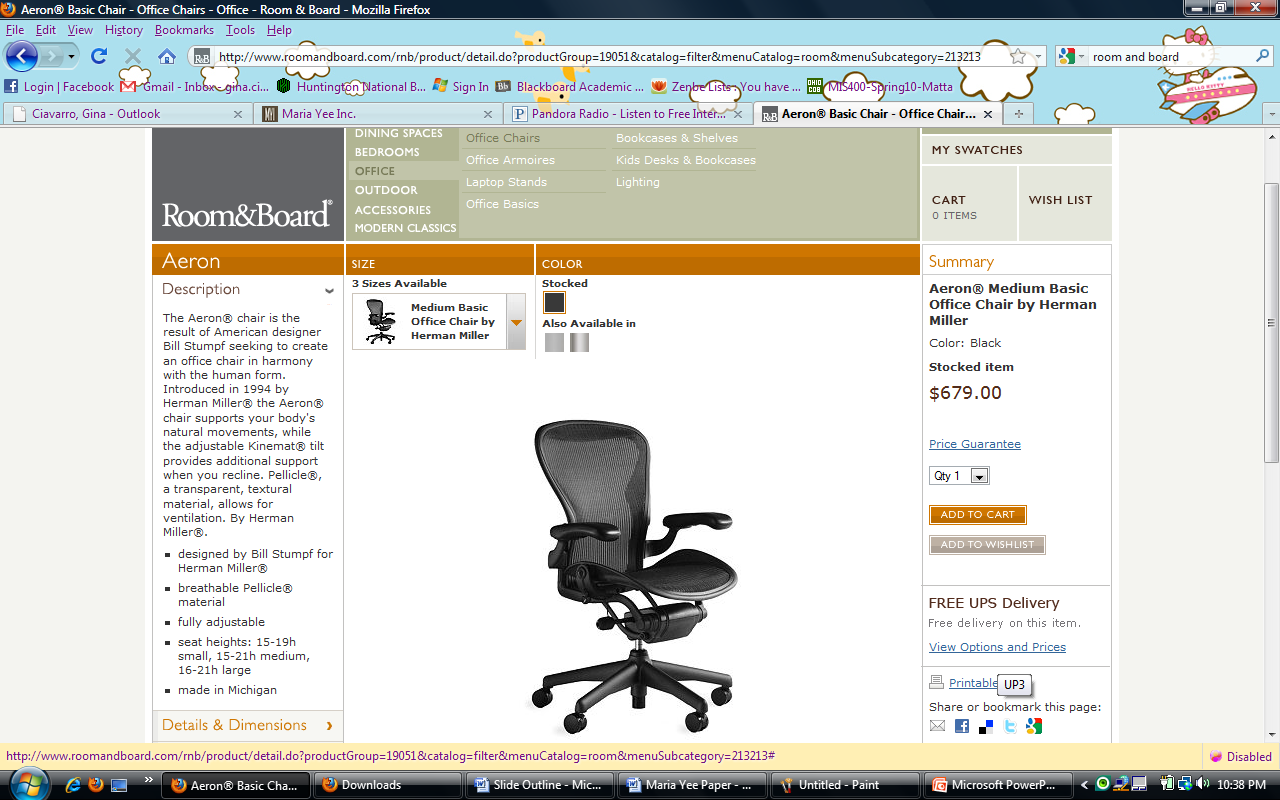 Aeron® Basic Chair - Office Chairs - Office - Room & Board - Mozilla Firefox
File Edit View History Bookmarks Tools Help
http://www.roomandboard.com/rnb/product/detail.do?productGroup=19051&catalog=filter&menuCatalog=room&menuSubcategory=213213
room and board
Login | Facebook Gmail - Inbox - gina.ci... Huntington National B... Sign In Blackboard Academic ... Zenbe Lists : You have ... MIS400-Spring10-Matta
Ciavarro, Gina - Outlook Maria Yee Inc. Pandora Radio - Listen to Free Inter... Aeron® Basic Chair - Office Chair...
HELLO KITTY
Room&Board®
DINING SPACES
BEDROOMS
OFFICE
OUTDOOR
ACCESSORIES
MODERN CLASSICS
Office Chairs
Office Armoires
Laptop Stands
Office Basics
Bookcases & Shelves
Kids Desks & Bookcases
Lighting
MY SWATCHES
CART
0 ITEMS
WISH LIST
Aeron
Description
The Aeron® chair is the
result of American designer
Bill Stumpf seeking to create
an office chair in harmony
with the human form.
Introduced in 1994 by
Herman Miller® the Aeron®
chair supports your body's
natural movements, while
the adjustable Kinemat® tilt
provides additional support
when you recline. Pellicle®,
a transparent, textural
material, allows for
ventilation. By Herman
Miller®.
designed by Bill Stumpf for
Herman Miller®
breathable Pellicle®
material
fully adjustable
seat heights: 15-19h
small, 15-21h medium,
16-21h large
made in Michigan
Details & Dimensions
SIZE
3 Sizes Available
Medium Basic
Office Chair by
Herman Miller
COLOR
Stocked
Also Available in
Summary
Aeron® Medium Basic
Office Chair by Herman
Miller
Color: Black
Stocked item
$679.00
Price Guarantee
Qty 1
ADD TO CART
ADD TO WISHLIST
FREE UPS Delivery
Free delivery on this item.
View Options and Prices
Printable
UP3
Share or bookmark this page:
http://www.roomandboard.com/rnb/product/detail.do?productGroup=19051&catalog=filter&menuCatalog=room&menuSubcategory=213213#
Disabled
Aeron® Basic Cha... Downloads Slide Outline - Mic... Maria Yee Paper - ... Untitled - Paint Microsoft PowerP... 10:38 PM